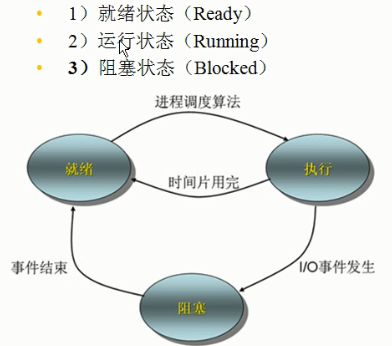 1）就绪状态（Ready）
2）运行状态（Running）
3）阻塞状态（Blocked）
进程调度算法
就绪
执行
时间片用完
事件结束
I/O事件发生
阻塞